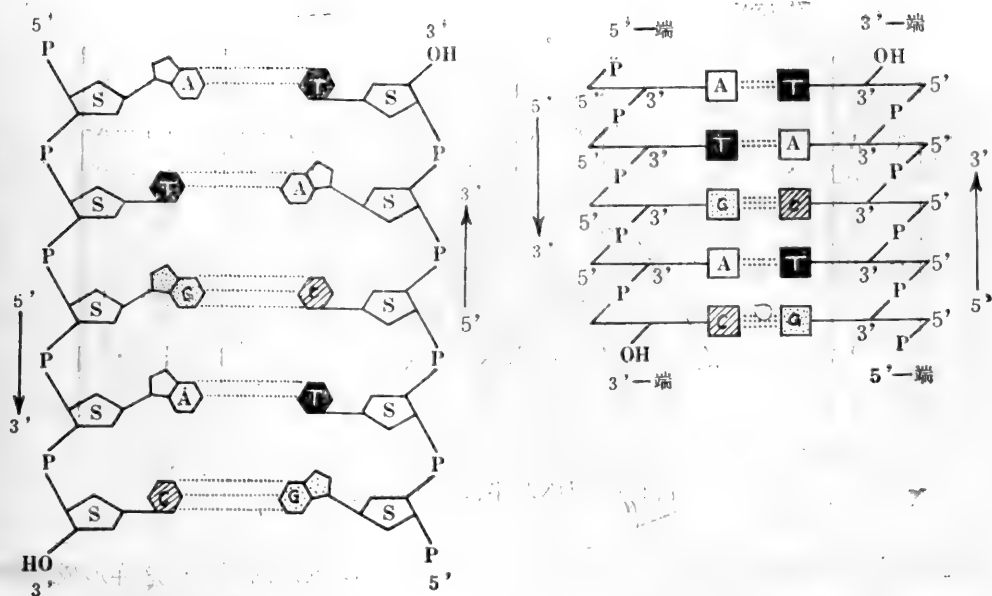 5'
3'
P
OH
S A T S
P P
S T A S
3'
P P
S G C S
5'
5'
P P
S A T S
3'
P P
S C G S
HO
3'
P
5'
5'—端
3'—端
P
OH
5' 3' A T 3' 5'
5'
P P
5' 3' T A 3' 5'
3'
P P
5' 3' G C 3' 5'
3'
P P
5' 3' A T 3' 5'
5'
P P
C G 3' 5'
OH
P
3'—端
5'—端